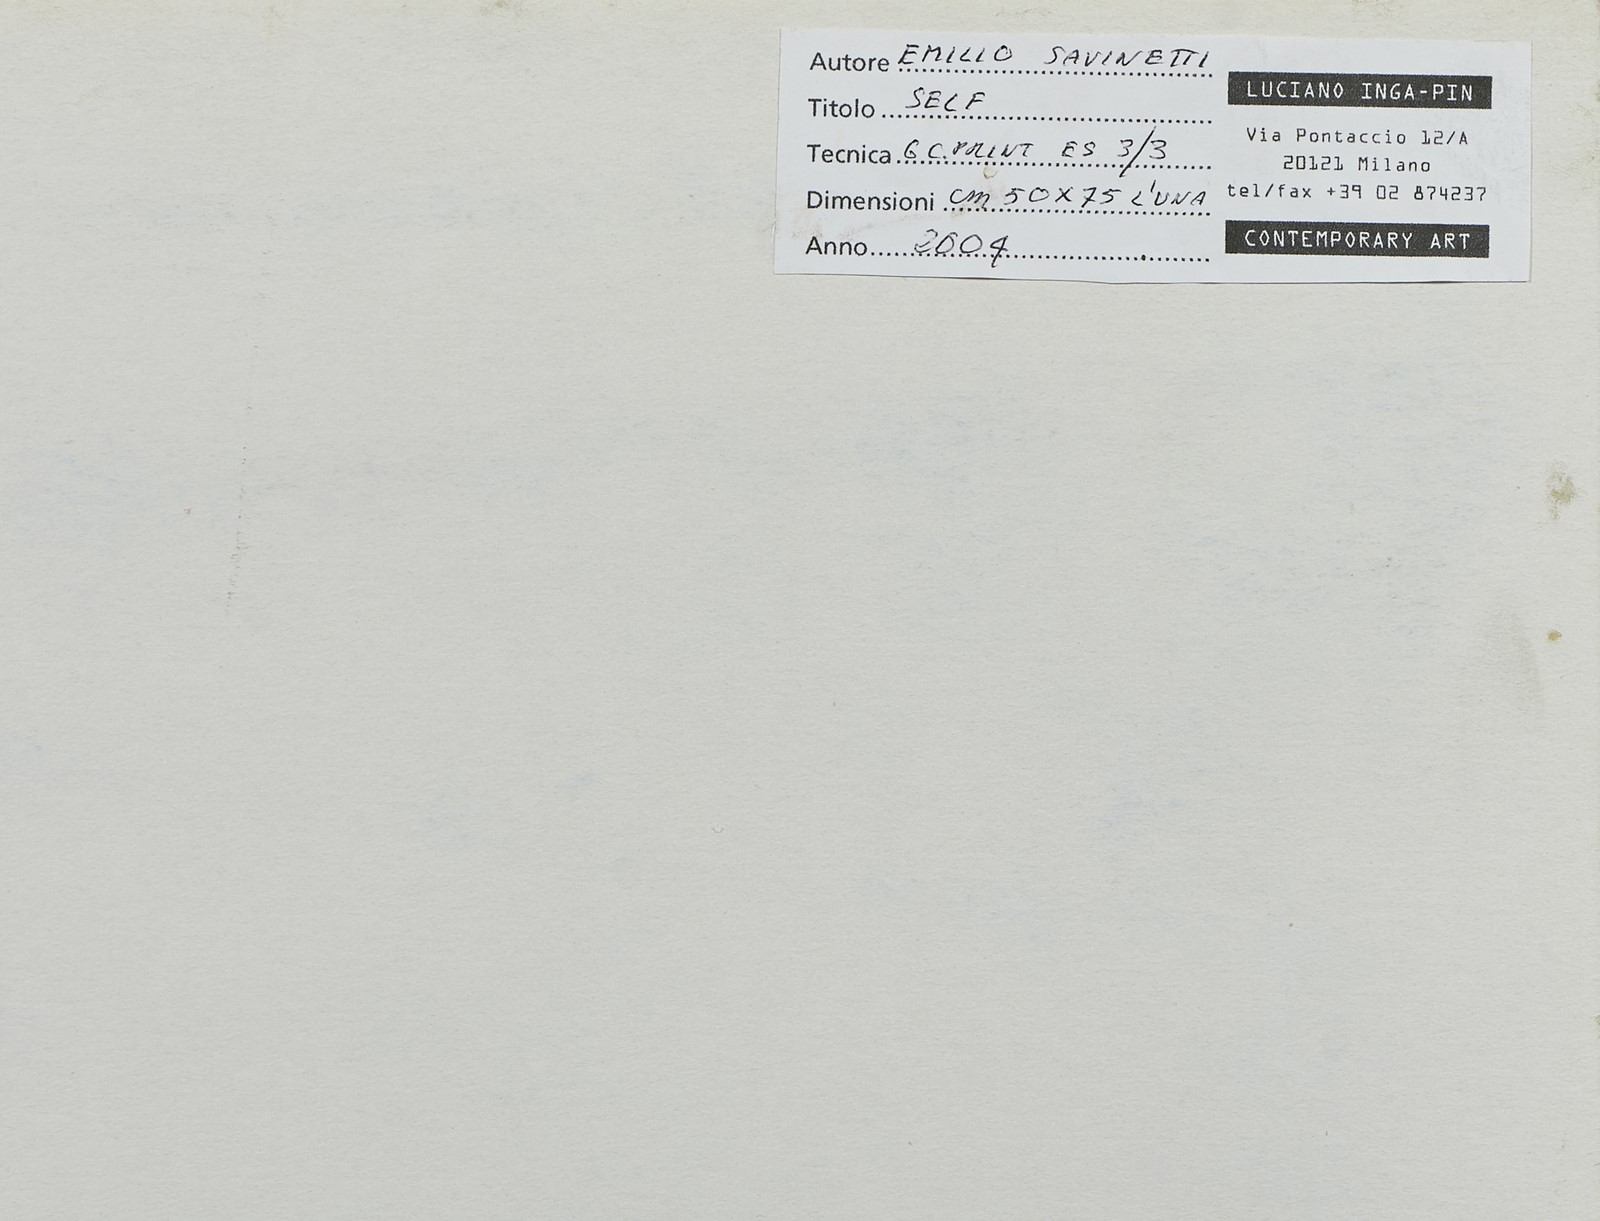 Autore EMILIO SAVINETTI
Titolo SELF
Tecnica 6 C.PRINT ES 3/3
Dimensioni cm 50X75 L'UNA
Anno 2004
LUCIANO INGA-PIN
Via Pontaccio 12/A
20121 Milano
tel/fax +39 02 874237
CONTEMPORARY ART